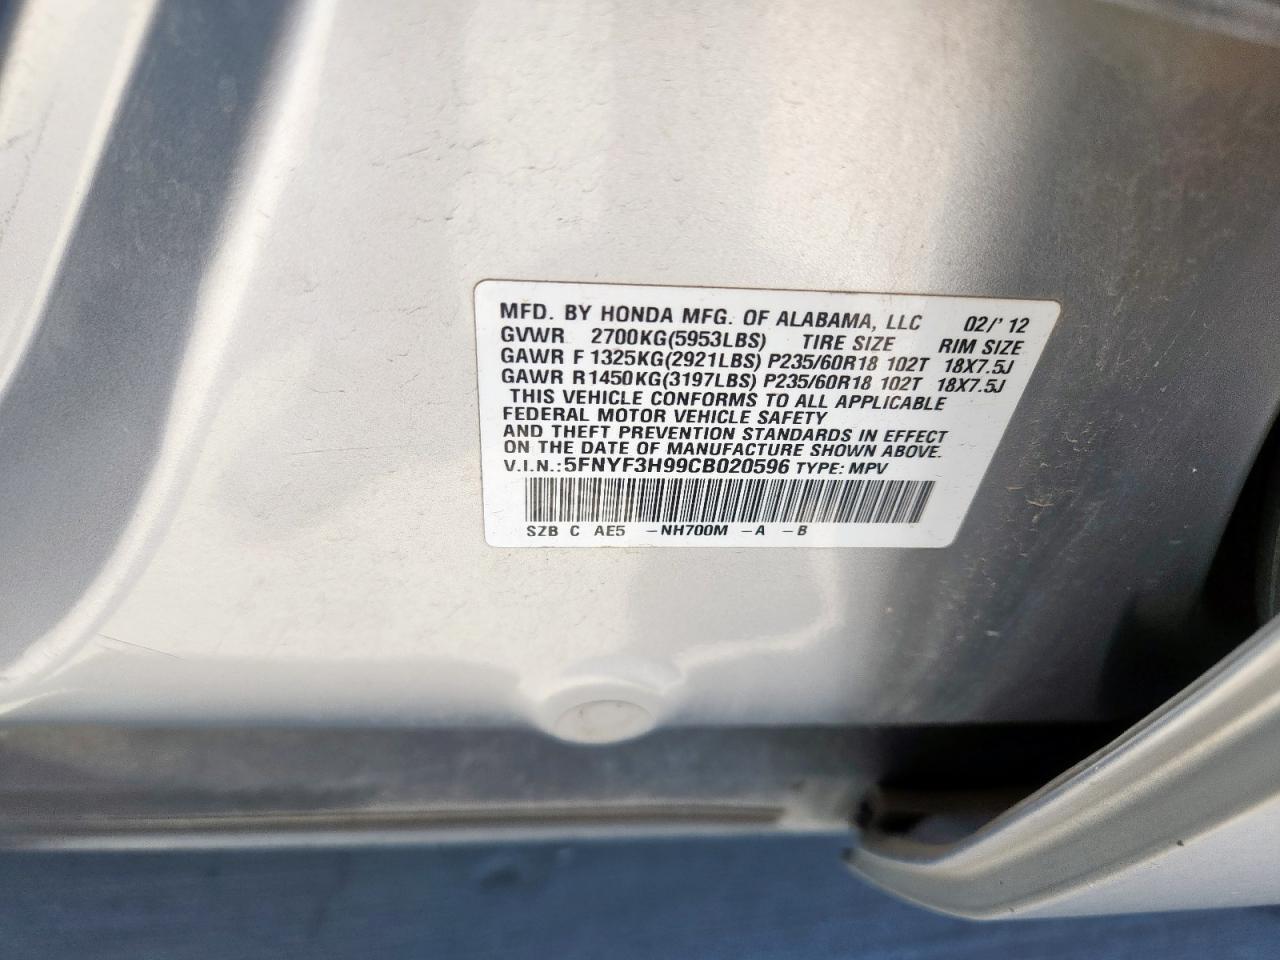 MFD. BY HONDA MFG. OF ALABAMA, LLC 02/'12
GVWR 2700KG(5953LBS) TIRE SIZE RIM SIZE
GAWR F 1325KG(2921LBS) P235/60R18 102T 18X7.5J
GAWR R1450KG(3197LBS) P235/60R18 102T 18X7.5J
THIS VEHICLE CONFORMS TO ALL APPLICABLE
FEDERAL MOTOR VEHICLE SAFETY
AND THEFT PREVENTION STANDARDS IN EFFECT
ON THE DATE OF MANUFACTURE SHOWN ABOVE.
V.I.N.:5FNYF3H99CB020596 TYPE: MPV
SZB C AE5 -NH700M -A -B